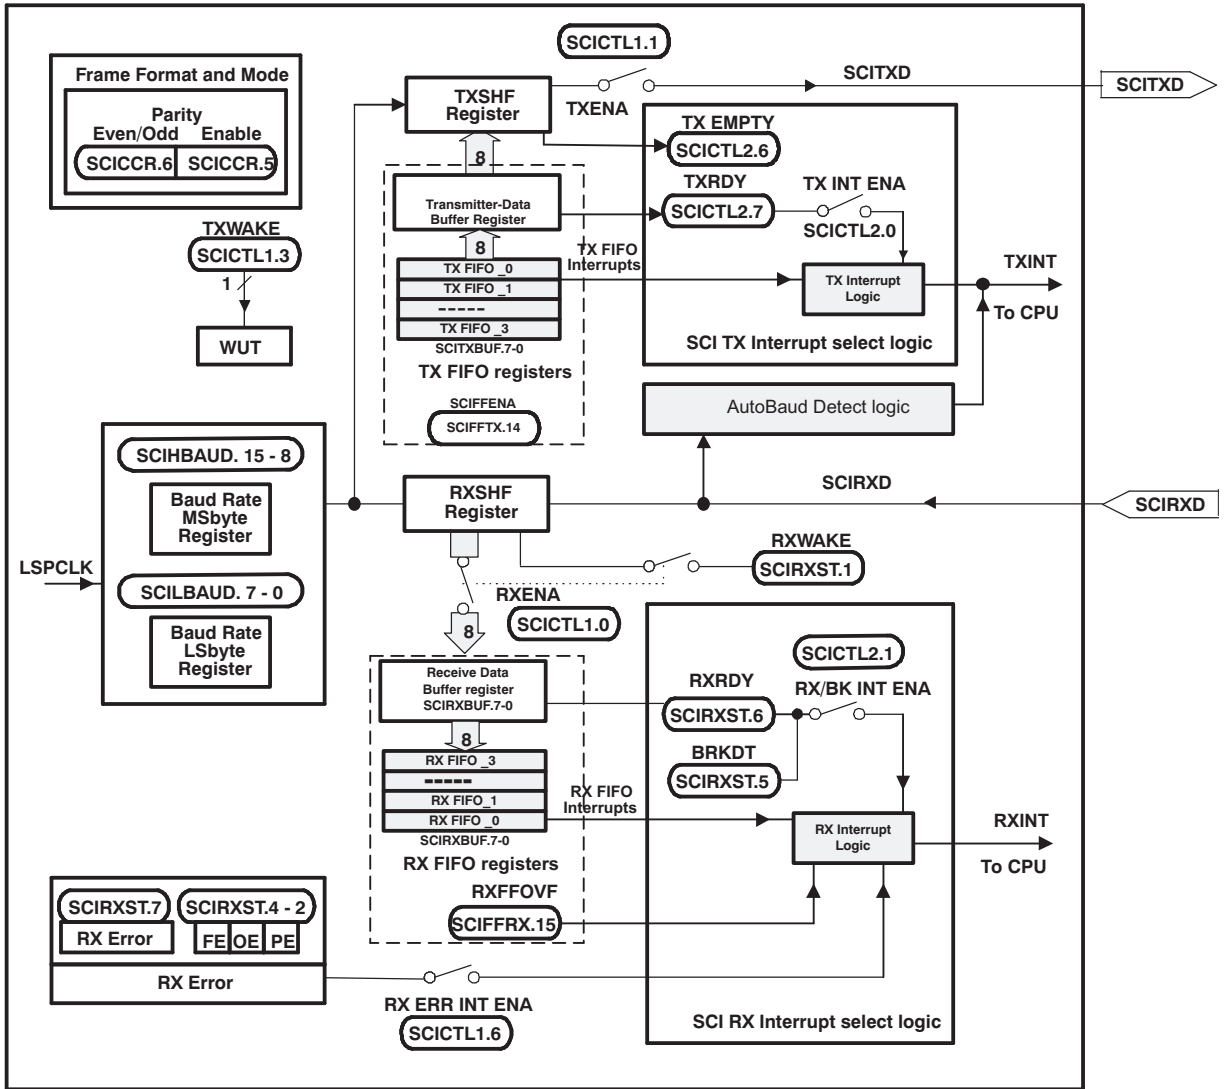 SCICTL1.1
Frame Format and Mode
Parity
Even/Odd Enable
SCICCR.6 SCICCR.5
TXSHF
Register
TXENA
SCITXD
SCITXD
8
TX EMPTY
SCICTL2.6
TXRDY
SCICTL2.7
TX INT ENA
SCICTL2.0
Transmitter-Data
Buffer Register
8
TX FIFO
Interrupts
TX FIFO _0
TX FIFO _1
-----
TX FIFO _3
SCITXBUF.7-0
TX FIFO registers
SCIFFENA
SCIFFTX.14
TX Interrupt
Logic
TXINT
To CPU
SCI TX Interrupt select logic
TXWAKE
SCICTL1.3
1
WUT
AutoBaud Detect logic
SCIHBAUD. 15 - 8
Baud Rate
MSbyte
Register
LSPCLK
SCILBAUD. 7 - 0
Baud Rate
LSbyte
Register
RXSHF
Register
SCIRXD
SCIRXD
RXWAKE
SCIRXST.1
RXENA
SCICTL1.0
8
Receive Data
Buffer register
SCIRXBUF.7-0
8
RX FIFO _3
-----
RX FIFO_1
RX FIFO _0
SCIRXBUF.7-0
RX FIFO registers
RX FIFO
Interrupts
SCICTL2.1
RX/BK INT ENA
RXRDY
SCIRXST.6
BRKDT
SCIRXST.5
RX Interrupt
Logic
RXINT
To CPU
RXFFOVF
SCIFFRX.15
SCIRXST.7 SCIRXST.4 - 2
RX Error FE OE PE
RX Error
RX ERR INT ENA
SCICTL1.6
SCI RX Interrupt select logic